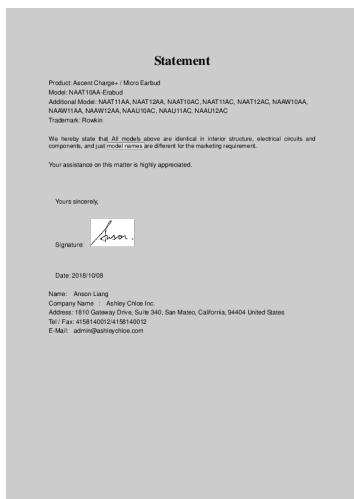 Statement
Product: Ascent Charge+ / Micro Earbud
Model: NAAT10AA-Erabud
Additional Model: NAAT11AA, NAAT12AA, NAAT10AC, NAAT11AC, NAAT12AC, NAAW10AA,
NAAW11AA, NAAW12AA, NAAU10AC, NAAU11AC, NAAU12AC
Trademark: Rowkin
We hereby state that All models above are identical in interior structure, electrical circuits and
components, and just model names are different for the marketing requirement.
Your assistance on this matter is highly appreciated.
Yours sincerely,
Signature: Anson.
Date: 2018/10/08
Name: Anson Liang
Company Name : Ashley Chloe Inc.
Address: 1810 Gateway Drive, Suite 340, San Mateo, California, 94404 United States
Tel / Fax: 4158140012/4158140012
E-Mail: admin@ashleychloe.com